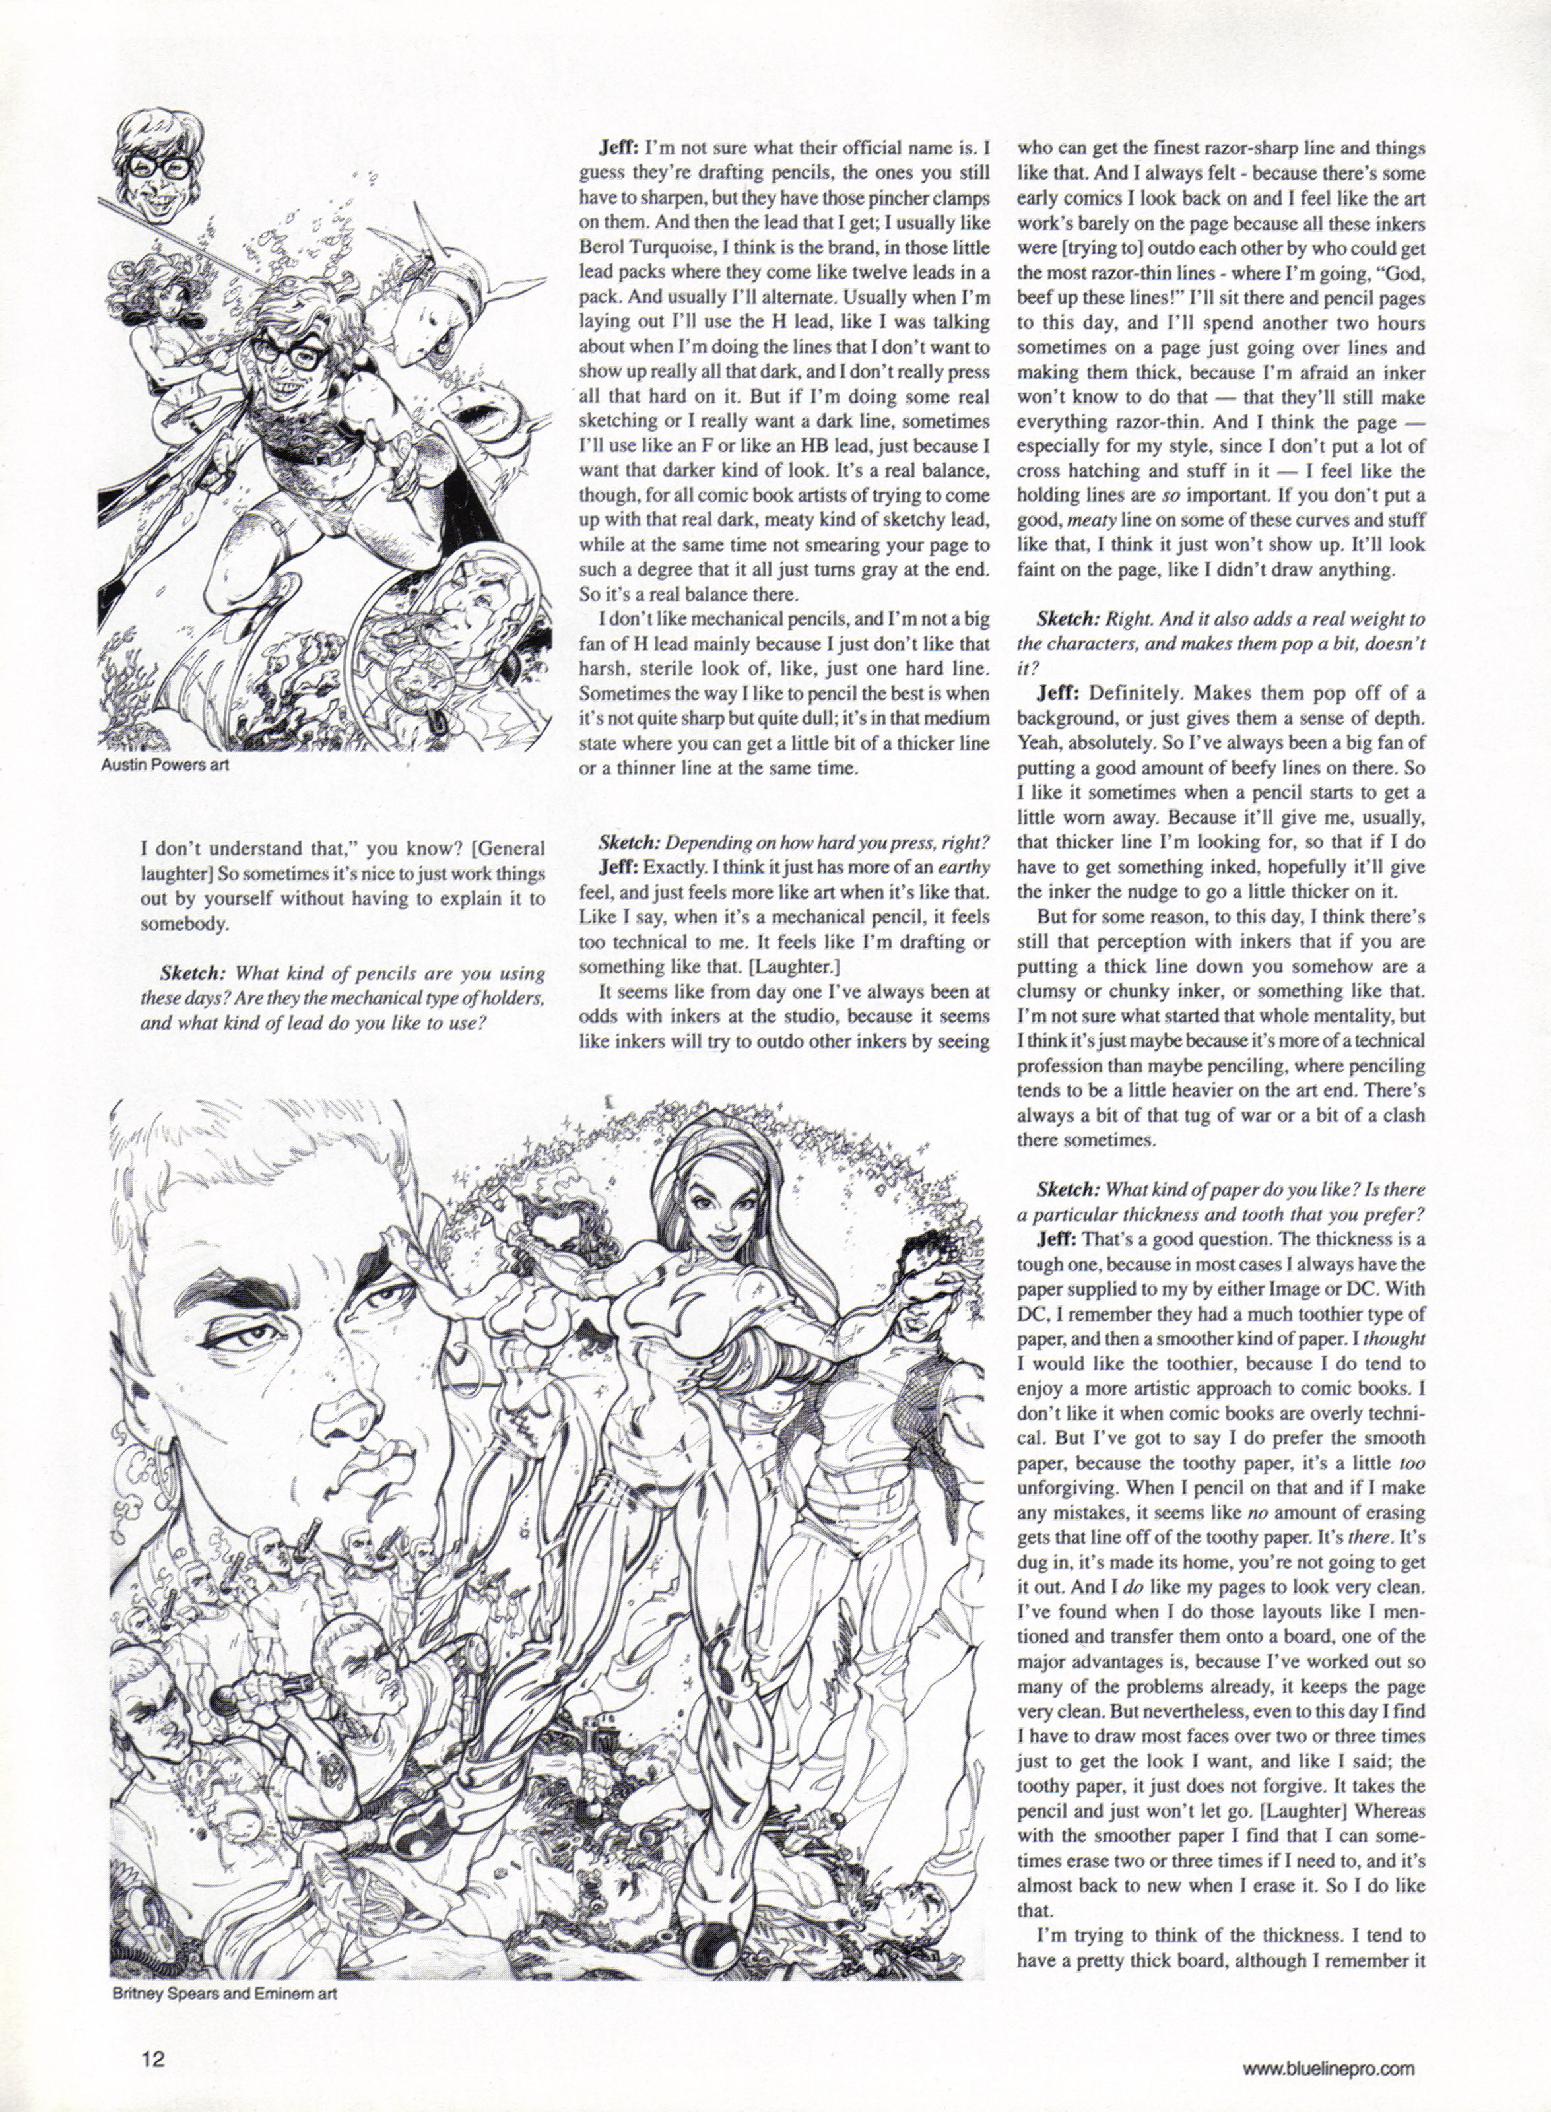 Austin Powers art
I don't understand that,” you know? [General
laughter] So sometimes it's nice to just work things
out by yourself without having to explain it to
somebody.
Sketch: What kind of pencils are you using
these days? Are they the mechanical type of holders,
and what kind of lead do you like to use?
Jeff: I'm not sure what their official name is. I
guess they're drafting pencils, the ones you still
have to sharpen, but they have those pincher clamps
on them. And then the lead that I get; I usually like
Berol Turquoise, I think is the brand, in those little
lead packs where they come like twelve leads in a
pack. And usually I'll alternate. Usually when I'm
laying out I'll use the H lead, like I was talking
about when I'm doing the lines that I don't want to
show up really all that dark, and I don't really press
all that hard on it. But if I'm doing some real
sketching or I really want a dark line, sometimes
I'll use like an F or like an HB lead, just because I
want that darker kind of look. It's a real balance,
though, for all comic book artists of trying to come
up with that real dark, meaty kind of sketchy lead,
while at the same time not smearing your page to
such a degree that it all just turns gray at the end.
So it's a real balance there.
I don't like mechanical pencils, and I'm not a big
fan of H lead mainly because I just don't like that
harsh, sterile look of, like, just one hard line.
Sometimes the way I like to pencil the best is when
it's not quite sharp but quite dull; it's in that medium
state where you can get a little bit of a thicker line
or a thinner line at the same time.
Sketch: Depending on how hard you press, right?
Jeff: Exactly. I think it just has more of an earthy
feel, and just feels more like art when it's like that.
Like I say, when it's a mechanical pencil, it feels
too technical to me. It feels like I'm drafting or
something like that. [Laughter.]
It seems like from day one I've always been at
odds with inkers at the studio, because it seems
like inkers will try to outdo other inkers by seeing
who can get the finest razor-sharp line and things
like that. And I always felt - because there's some
early comics I look back on and I feel like the art
work's barely on the page because all these inkers
were [trying to] outdo each other by who could get
the most razor-thin lines - where I'm going, “God,
beef up these lines!” I'll sit there and pencil pages
to this day, and I'll spend another two hours
sometimes on a page just going over lines and
making them thick, because I'm afraid an inker
won't know to do that — that they'll still make
everything razor-thin. And I think the page —
especially for my style, since I don't put a lot of
cross hatching and stuff in it — I feel like the
holding lines are so important. If you don't put a
good, meaty line on some of these curves and stuff
like that, I think it just won't show up. It'll look
faint on the page, like I didn't draw anything.
Sketch: Right. And it also adds a real weight to
the characters, and makes them pop a bit, doesn't
it?
Jeff: Definitely. Makes them pop off of a
background, or just gives them a sense of depth.
Yeah, absolutely. So I've always been a big fan of
putting a good amount of beefy lines on there. So
I like it sometimes when a pencil starts to get a
little worn away. Because it'll give me, usually,
that thicker line I'm looking for, so that if I do
have to get something inked, hopefully it'll give
the inker the nudge to go a little thicker on it.
But for some reason, to this day, I think there's
still that perception with inkers that if you are
putting a thick line down you somehow are a
clumsy or chunky inker, or something like that.
I'm not sure what started that whole mentality, but
I think it's just maybe because it's more of a technical
profession than maybe penciling, where penciling
tends to be a little heavier on the art end. There's
always a bit of that tug of war or a bit of a clash
there sometimes.
Sketch: What kind of paper do you like? Is there
a particular thickness and tooth that you prefer?
Jeff: That's a good question. The thickness is a
tough one, because in most cases I always have the
paper supplied to my by either Image or DC. With
DC, I remember they had a much toothier type of
paper, and then a smoother kind of paper. I thought
I would like the toothier, because I do tend to
enjoy a more artistic approach to comic books. I
don't like it when comic books are overly techni-
cal. But I've got to say I do prefer the smooth
paper, because the toothy paper, it's a little too
unforgiving. When I pencil on that and if I make
any mistakes, it seems like no amount of erasing
gets that line off of the toothy paper. It's there. It's
dug in, it's made its home, you're not going to get
it out. And I do like my pages to look very clean.
I've found when I do those layouts like I men-
tioned and transfer them onto a board, one of the
major advantages is, because I've worked out so
many of the problems already, it keeps the page
very clean. But nevertheless, even to this day I find
I have to draw most faces over two or three times
just to get the look I want, and like I said; the
toothy paper, it just does not forgive. It takes the
pencil and just won't let go. [Laughter] Whereas
with the smoother paper I find that I can some-
times erase two or three times if I need to, and it's
almost back to new when I erase it. So I do like
that.
I'm trying to think of the thickness. I tend to
have a pretty thick board, although I remember it
Britney Spears and Eminem art
12
www.bluelinepro.com